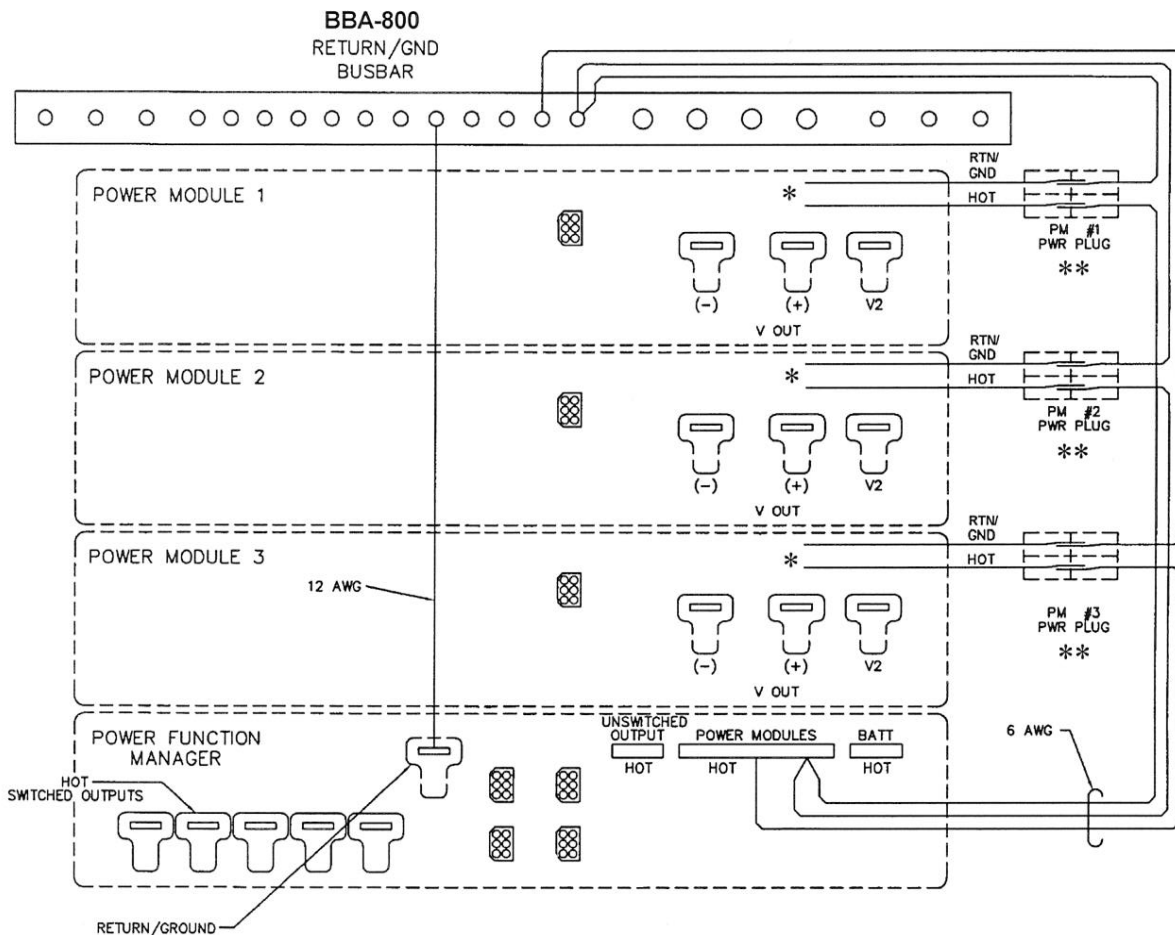 BBA-800
RETURN/GND
BUSBAR
POWER MODULE 1
*
RTN/
GND
HOT
PM #1
PWR PLUG
**
(-)
(+)
V2
V OUT
POWER MODULE 2
*
RTN/
GND
HOT
PM #2
PWR PLUG
**
(-)
(+)
V2
V OUT
POWER MODULE 3
*
RTN/
GND
HOT
PM #3
PWR PLUG
**
12 AWG
(-)
(+)
V2
V OUT
POWER FUNCTION
MANAGER
UNSWITCHED
OUTPUT
HOT
POWER MODULES
HOT
BATT
HOT
6 AWG
HOT
SWITCHED OUTPUTS
RETURN/GROUND